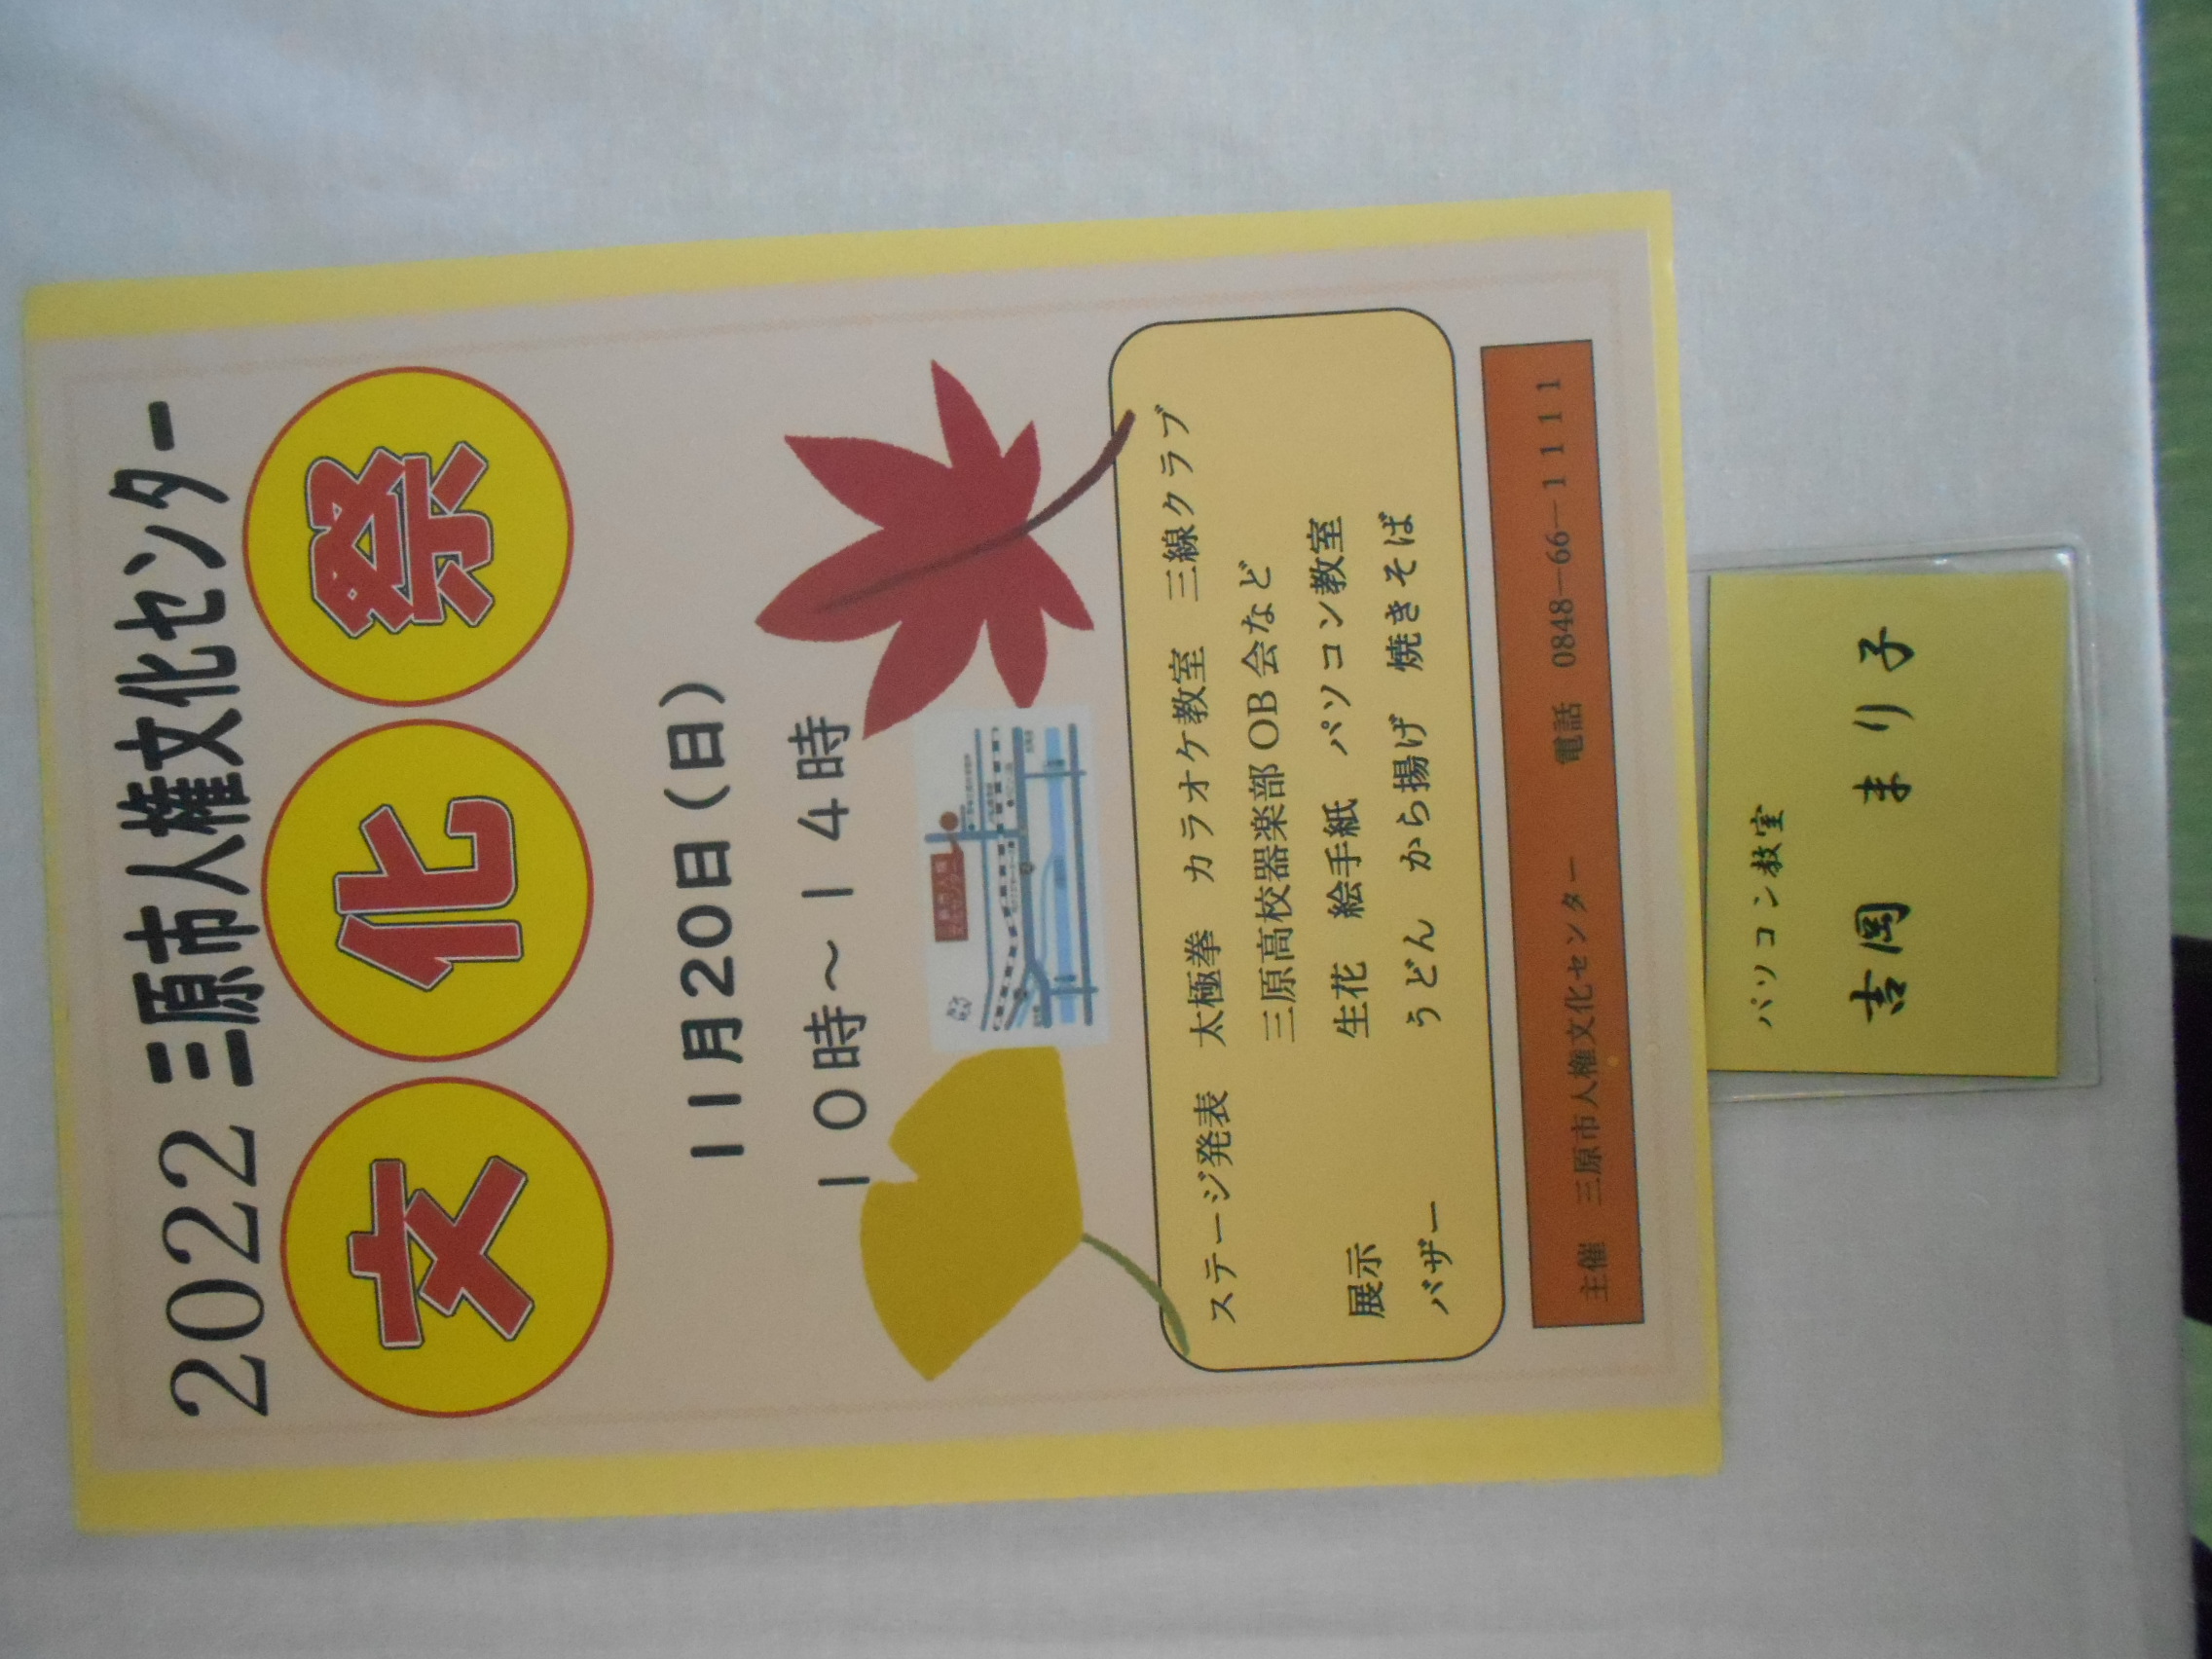 2022 三原市人権文化センター
文化祭
11月20日（日）
10時～14時
ステージ発表　太極拳　カラオケ教室　三線クラブ
三原高校器楽部OB会など
展示　生花　絵手紙　パソコン教室
バザー　うどん　から揚げ　焼きそば
主催　三原市人権文化センター　電話　0848－66－1111
パソコン教室
吉岡　まり子